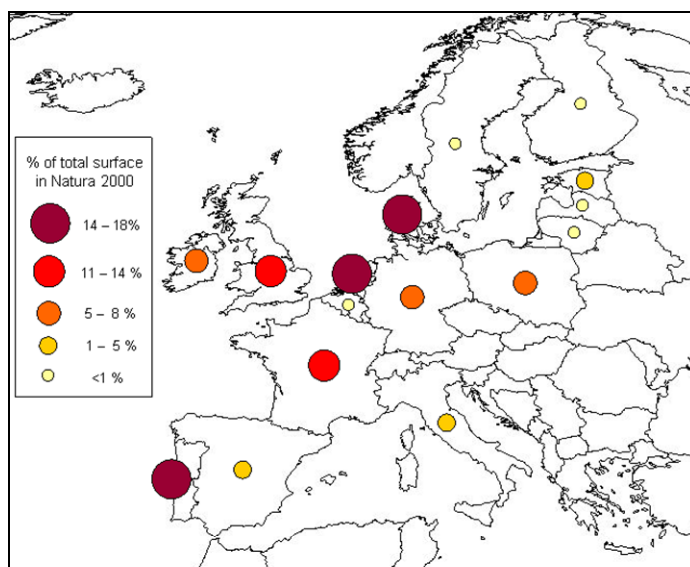 % of total surface
in Natura 2000
14 – 18%
11 – 14 %
5 – 8 %
1 – 5 %
<1 %